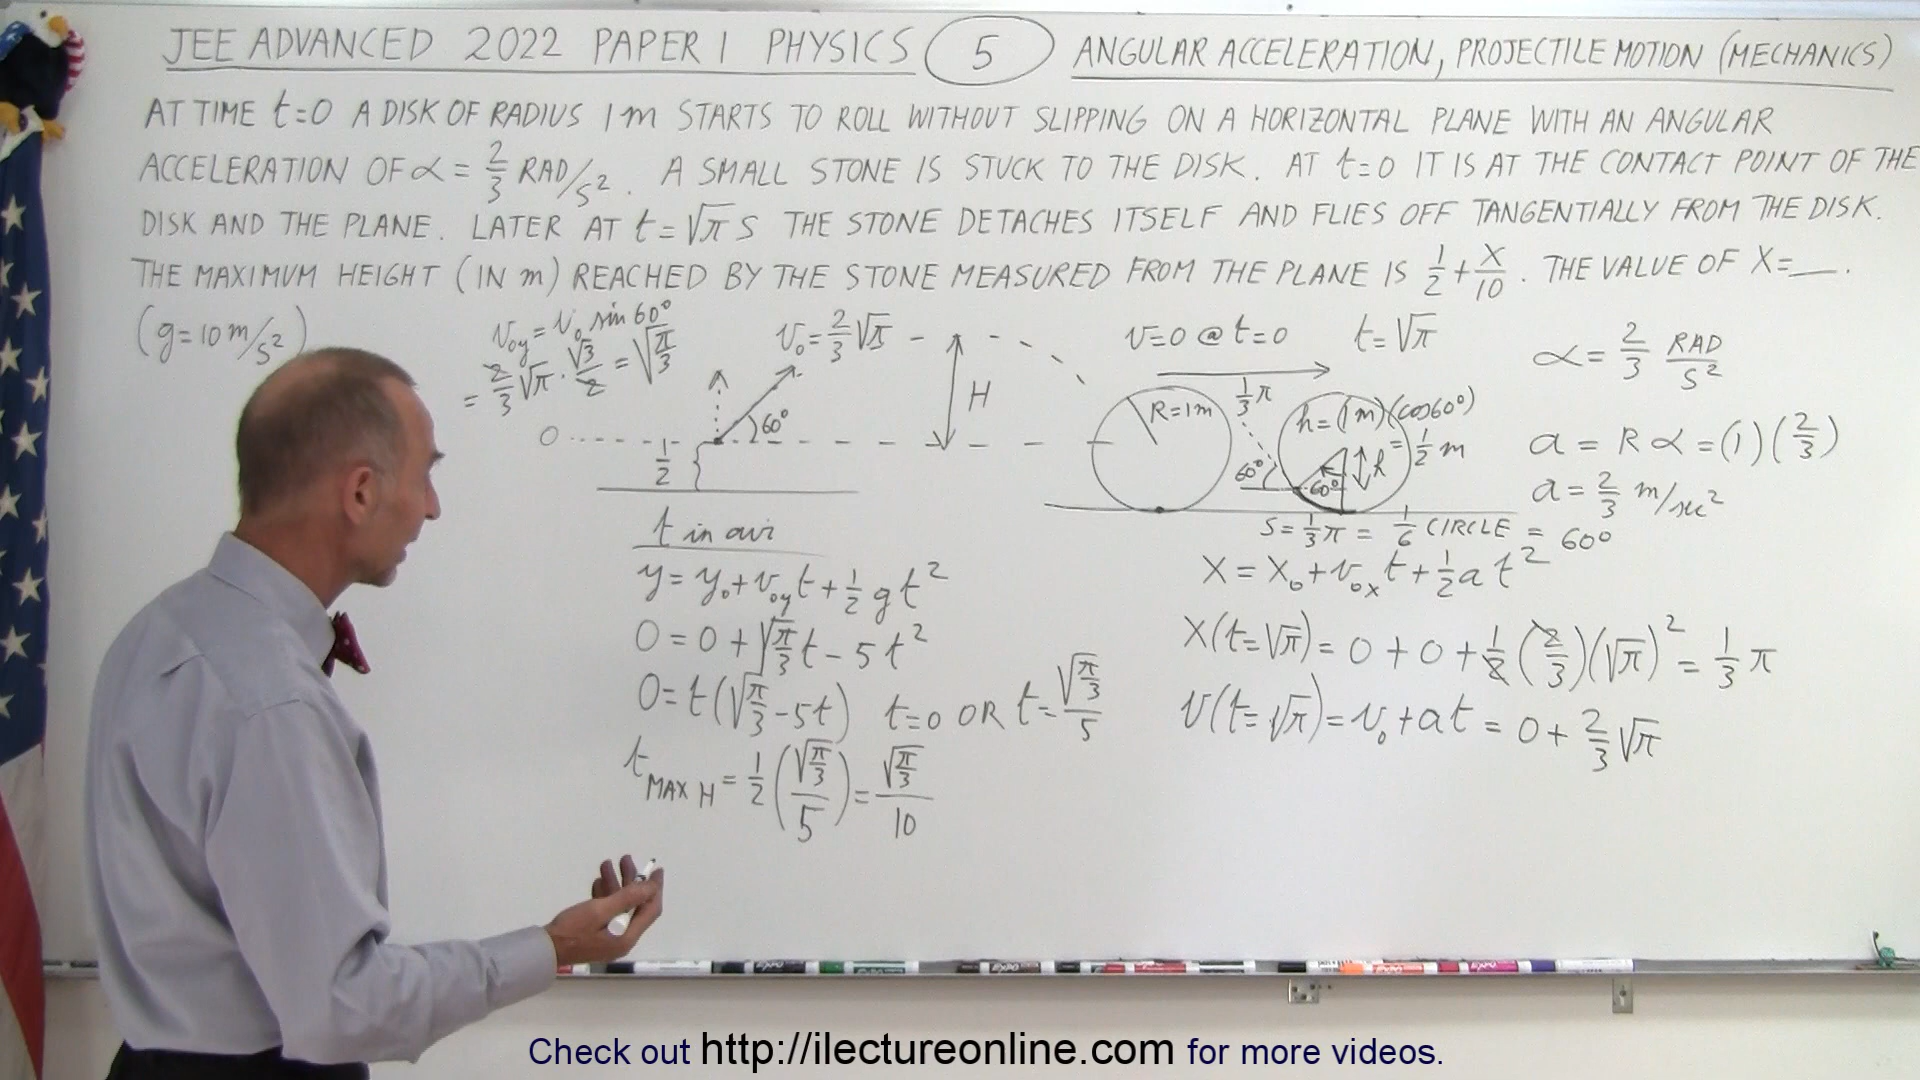 JEE ADVANCED 2022 PAPER 1 PHYSICS 5 ANGULAR ACCELERATION, PROJECTILE MOTION (MECHANICS)
AT TIME t=0 A DISK OF RADIUS 1m STARTS TO ROLL WITHOUT SLIPPING ON A HORIZONTAL PLANE WITH AN ANGULAR
ACCELERATION OF α = 2/3 RAD/s². A SMALL STONE IS STUCK TO THE DISK. AT t=0 IT IS AT THE CONTACT POINT OF THE
DISK AND THE PLANE. LATER AT t=√π s THE STONE DETACHES ITSELF AND FLIES OFF TANGENTIALLY FROM THE DISK.
THE MAXIMUM HEIGHT (IN m) REACHED BY THE STONE MEASURED FROM THE PLANE IS 1/2 + X/10. THE VALUE OF X=__.
(g=10 m/s²)
v₀y = v₀ sin 60°
= 2/3 √π · √3/2 = √(π/3)
v₀ = 2/3 √π
60°
0
1/2
H
t in air
y = y₀ + v₀y t + 1/2 g t²
0 = 0 + √(π/3) t − 5t²
0 = t(√(π/3) − 5t) t=0 OR t = √(π/3)/5
t MAX H = 1/2 (√(π/3)/5) = √(π/3)/10
v=0 @ t=0 t=√π
1/3 π
R=1m
h=(1m)(cos60°)
= 1/2 m
h
60°
60°
S = 1/3 π = 1/6 CIRCLE = 60°
X = X₀ + v₀x t + 1/2 a t²
X(t=√π) = 0 + 0 + 1/2 (2/3)(√π)² = 1/3 π
v(t=√π) = v₀ + at = 0 + 2/3 √π
α = 2/3 RAD/s²
a = Rα = (1)(2/3)
a = 2/3 m/sec²
Check out http://ilectureonline.com for more videos.